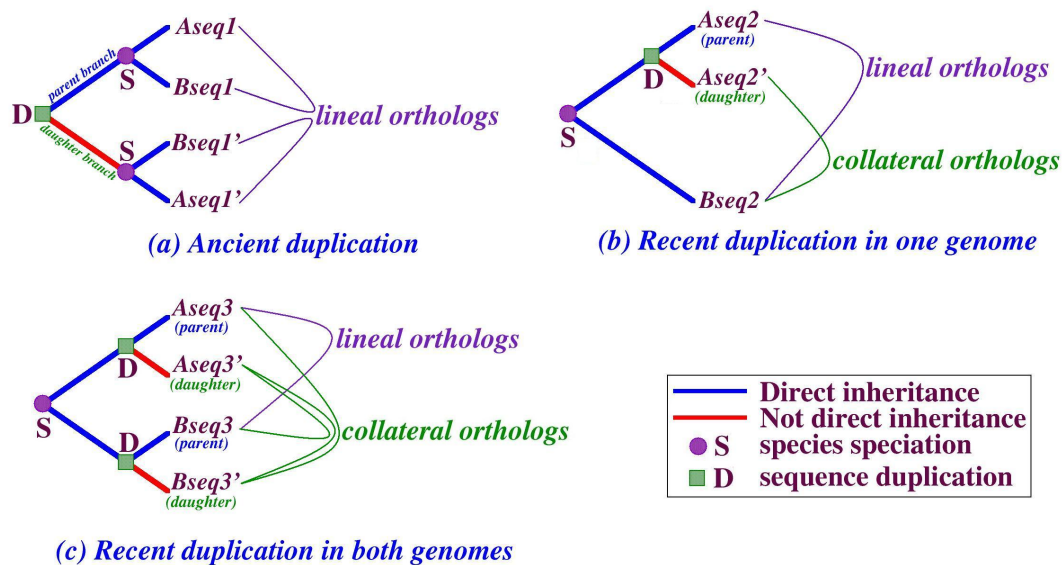 Aseq1
parent branch
S
Bseq1
D
lineal orthologs
daughter branch
S
Bseq1’
Aseq1’
(a) Ancient duplication
Aseq2
(parent)
lineal orthologs
D
Aseq2’
(daughter)
S
collateral orthologs
Bseq2
(b) Recent duplication in one genome
Aseq3
(parent)
lineal orthologs
D
Aseq3’
(daughter)
S
D
Bseq3
(parent)
collateral orthologs
Bseq3’
(daughter)
(c) Recent duplication in both genomes
Direct inheritance
Not direct inheritance
S species speciation
D sequence duplication